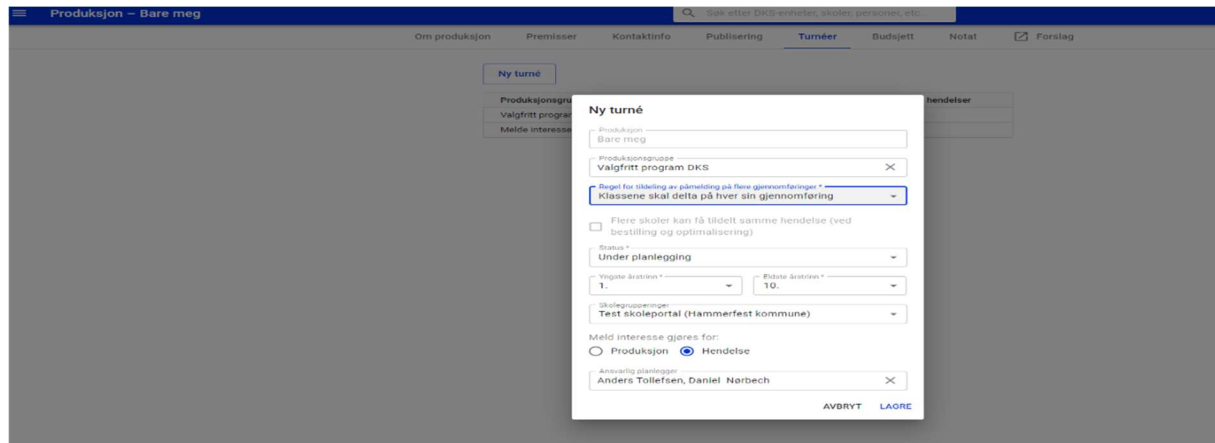 Produksjon – Bare meg
Søk etter DKS-enheter, skoler, personer, etc...
Om produksjon Premisser Kontaktinfo Publisering Turnéer Budsjett Notat Forslag
Ny turné
Produksjonsgru
hendelser
Valgfritt program
Melde interesse
Ny turné
Produksjon
Bare meg
Produksjonsgruppe
Valgfritt program DKS
Regel for tildeling av påmelding på flere gjennomføringer *
Klassene skal delta på hver sin gjennomføring
Flere skoler kan få tildelt samme hendelse (ved
bestilling og optimalisering)
Status *
Under planlegging
Yngste årstrinn * Eldste årstrinn *
1. 10.
Skolegrupperinger
Test skoleportal (Hammerfest kommune)
Meld interesse gjøres for:
Produksjon Hendelse
Ansvarlig planlegger
Anders Tollefsen, Daniel Nørbech
AVBRYT LAGRE